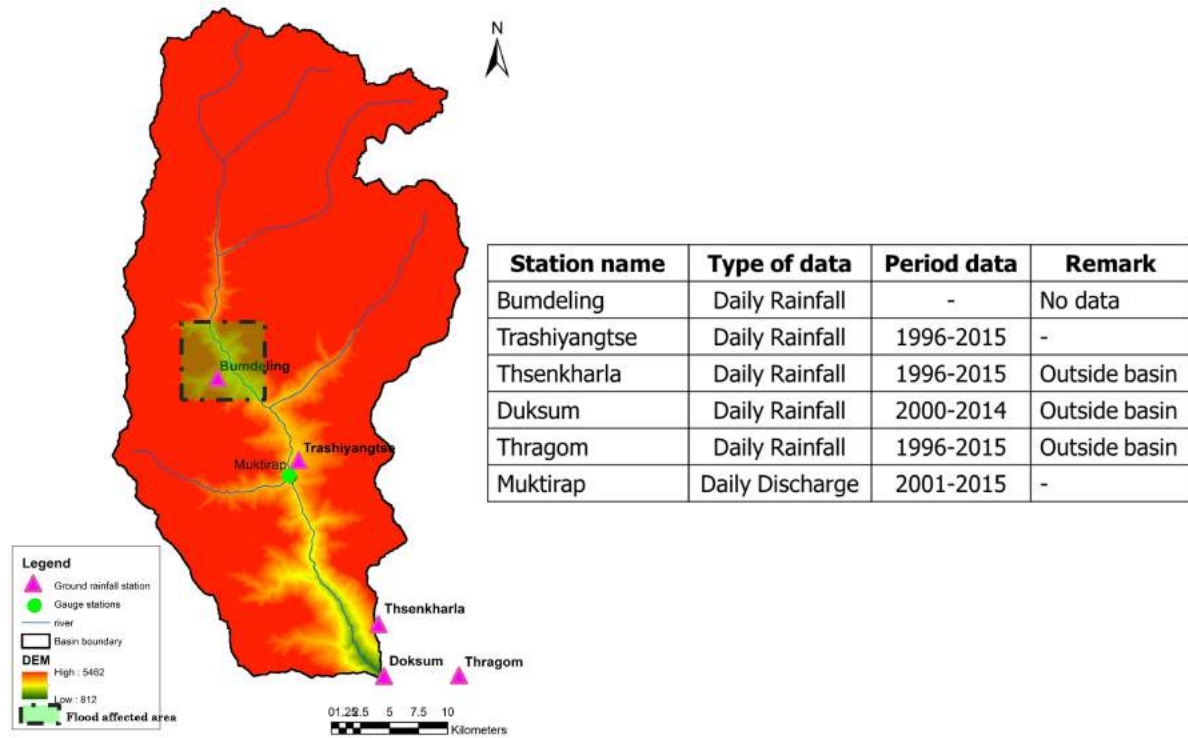 N
Bumdeling
Trashiyangtse
Muktirap
Thsenkharla
Doksum
Thragom
Legend
Ground rainfall station
Gauge stations
river
Basin boundary
DEM
High : 5462
Low : 812
Flood affected area
01.252.5 5 7.5 10
Kilometers
Station name Type of data Period data Remark
Bumdeling Daily Rainfall - No data
Trashiyangtse Daily Rainfall 1996-2015 -
Thsenkharla Daily Rainfall 1996-2015 Outside basin
Duksum Daily Rainfall 2000-2014 Outside basin
Thragom Daily Rainfall 1996-2015 Outside basin
Muktirap Daily Discharge 2001-2015 -